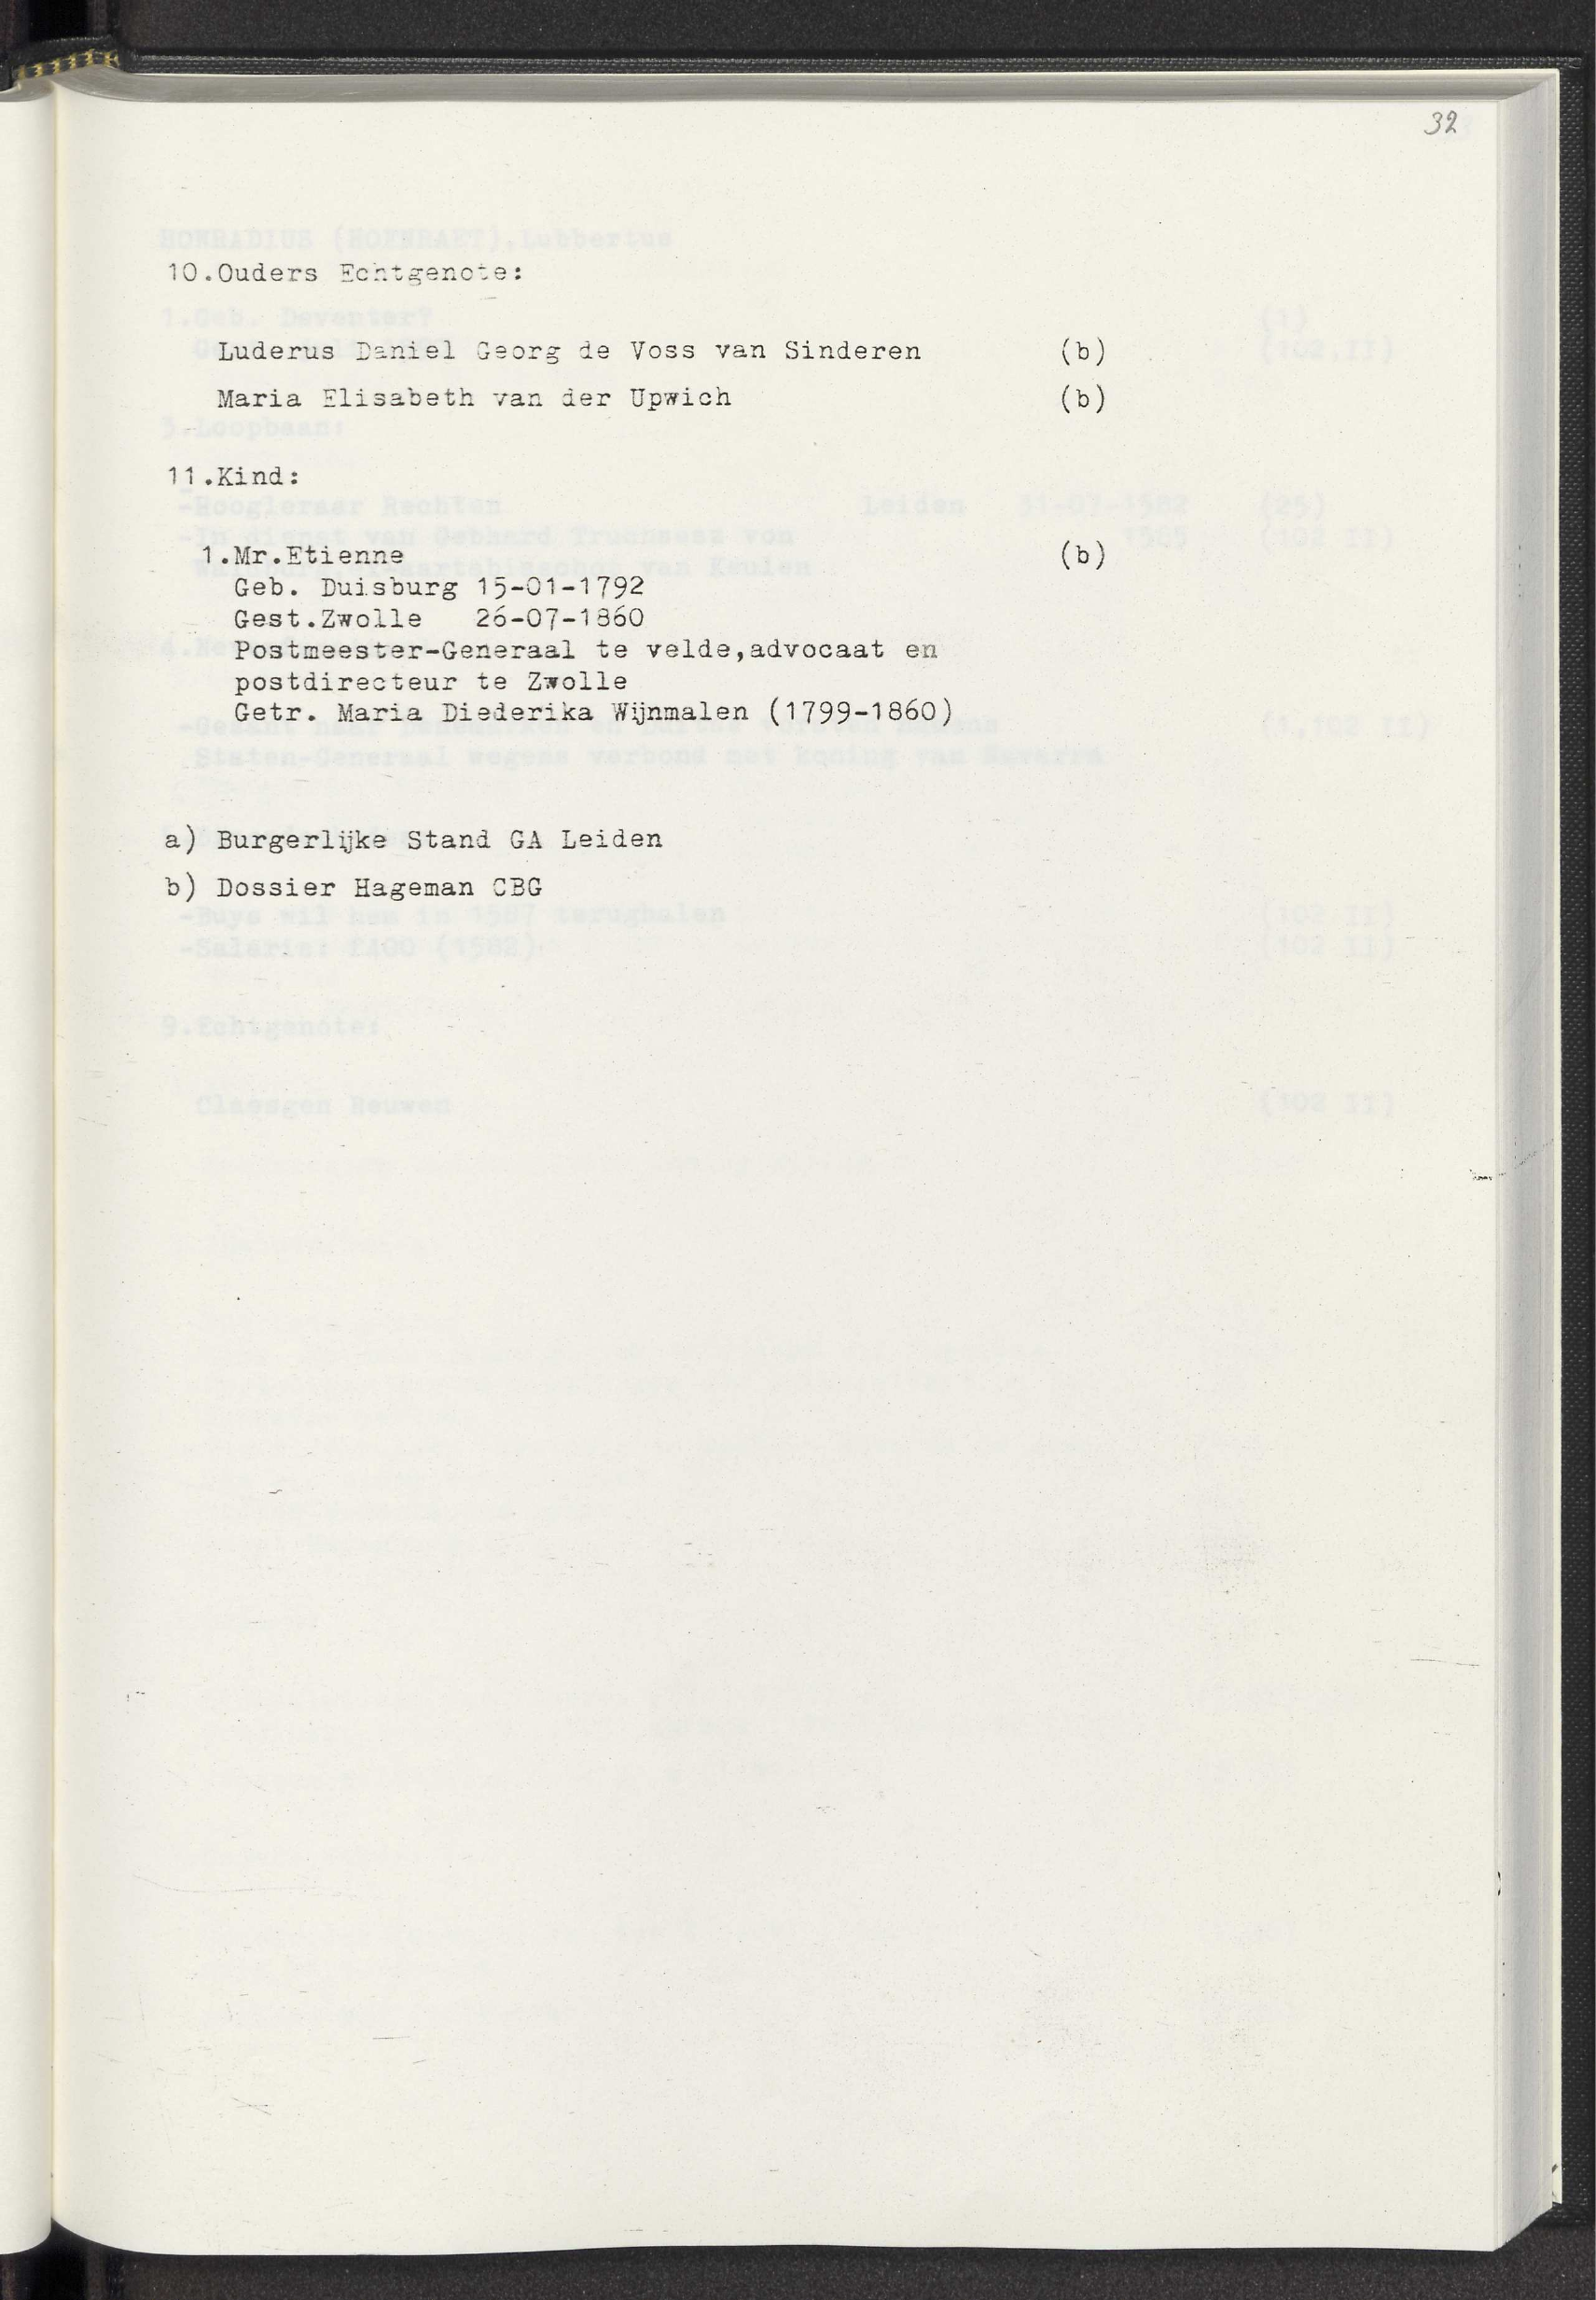 32
10.Ouders Echtgenote:
Luderus Daniel Georg de Voss van Sinderen (b)
Maria Elisabeth van der Upwich (b)
11.Kind:
1.Mr.Etienne (b)
Geb. Duisburg 15-01-1792
Gest.Zwolle 26-07-1860
Postmeester-Generaal te velde,advocaat en
postdirecteur te Zwolle
Getr. Maria Diederika Wijnmalen (1799-1860)
a) Burgerlijke Stand GA Leiden
b) Dossier Hageman CBG